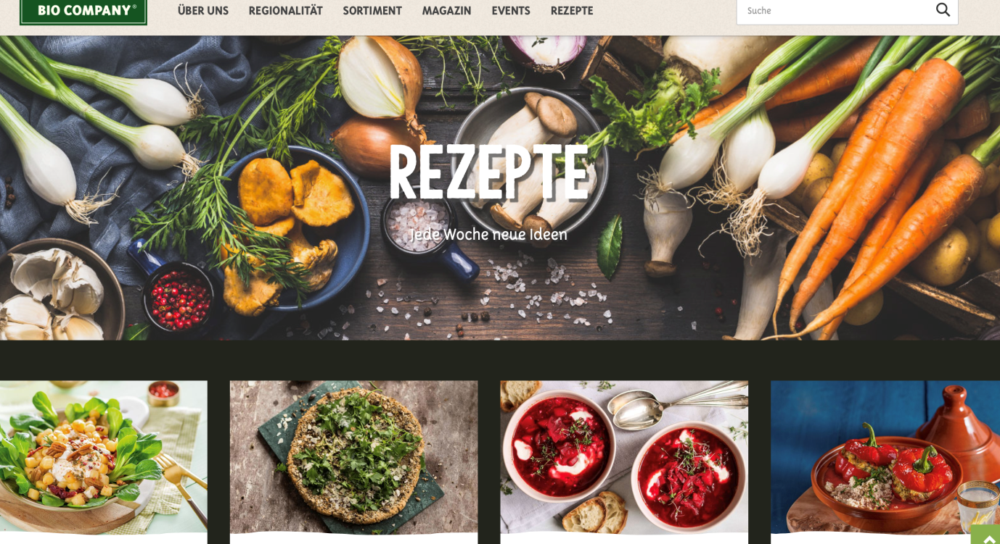 BIO COMPANY®
ÜBER UNS REGIONALITÄT SORTIMENT MAGAZIN EVENTS REZEPTE
Suche
REZEPTE
Jede Woche neue Ideen